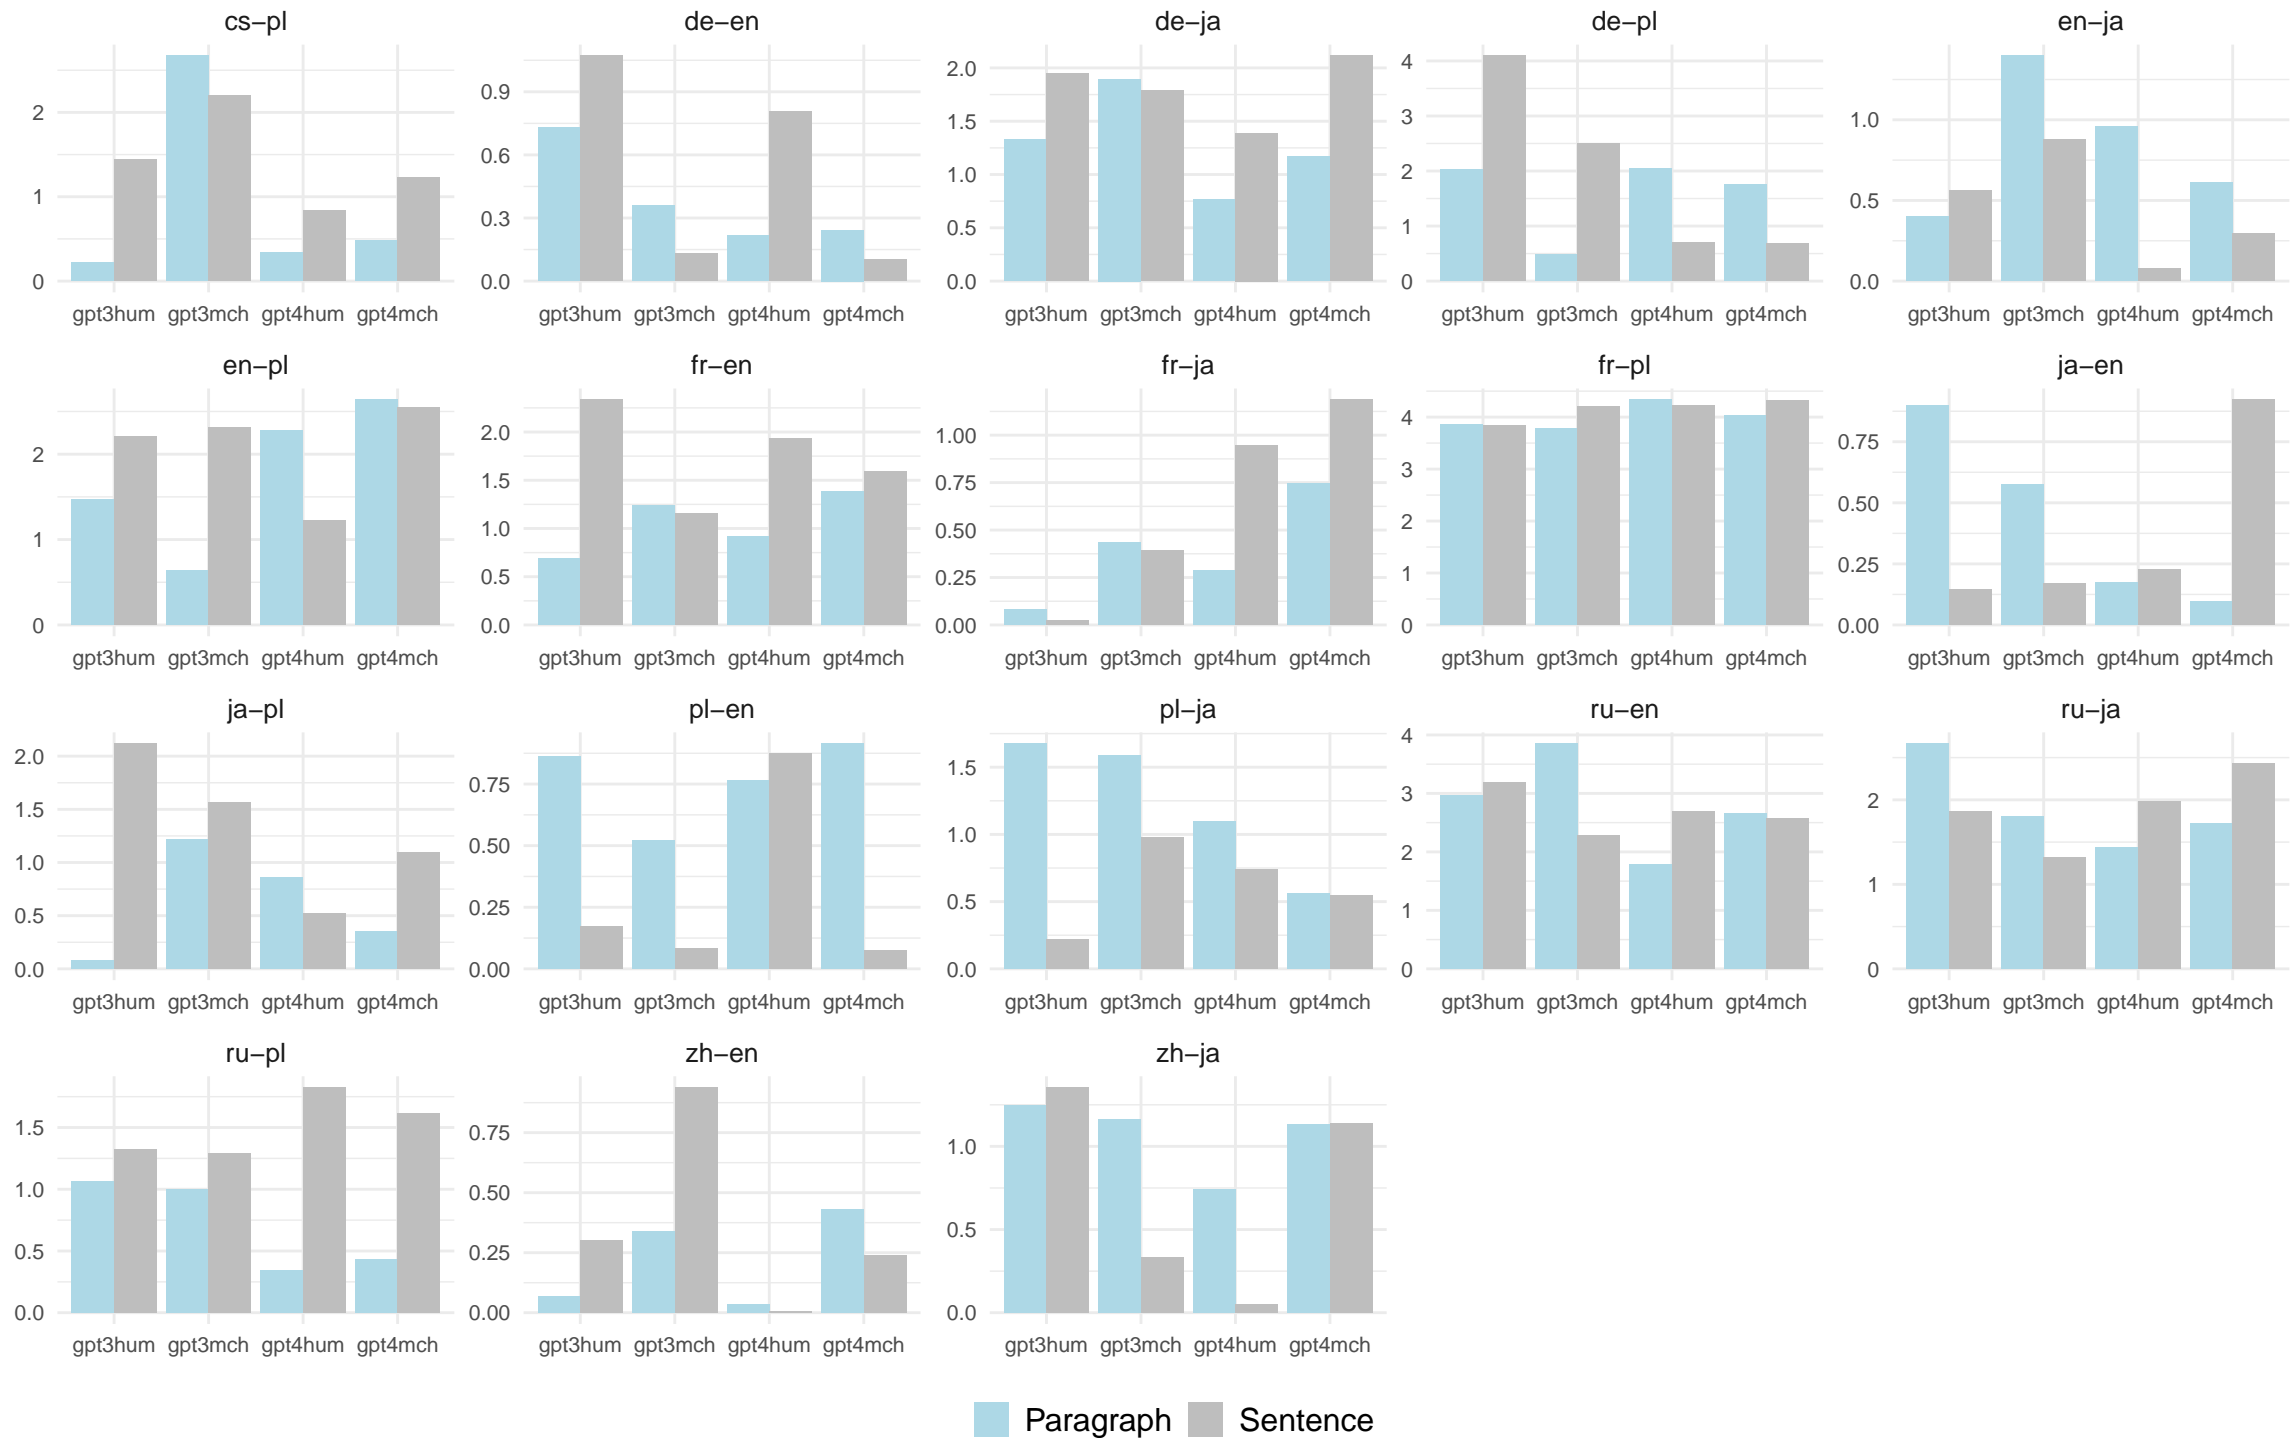 cs−pl de−en de−ja de−pl en−ja
2 1 0
0.9 0.6 0.3 0.0
2.0 1.5 1.0 0.5 0.0
4 3 2 1 0
1.0 0.5 0.0
gpt3hum gpt3mch gpt4hum gpt4mch gpt3hum gpt3mch gpt4hum gpt4mch gpt3hum gpt3mch gpt4hum gpt4mch gpt3hum gpt3mch gpt4hum gpt4mch gpt3hum gpt3mch gpt4hum gpt4mch
en−pl fr−en fr−ja fr−pl ja−en
2 1 0
2.0 1.5 1.0 0.5 0.0
1.00 0.75 0.50 0.25 0.00
4 3 2 1 0
0.75 0.50 0.25 0.00
gpt3hum gpt3mch gpt4hum gpt4mch gpt3hum gpt3mch gpt4hum gpt4mch gpt3hum gpt3mch gpt4hum gpt4mch gpt3hum gpt3mch gpt4hum gpt4mch gpt3hum gpt3mch gpt4hum gpt4mch
ja−pl pl−en pl−ja ru−en ru−ja
2.0 1.5 1.0 0.5 0.0
0.75 0.50 0.25 0.00
1.5 1.0 0.5 0.0
4 3 2 1 0
2 1 0
gpt3hum gpt3mch gpt4hum gpt4mch gpt3hum gpt3mch gpt4hum gpt4mch gpt3hum gpt3mch gpt4hum gpt4mch gpt3hum gpt3mch gpt4hum gpt4mch gpt3hum gpt3mch gpt4hum gpt4mch
ru−pl zh−en zh−ja
1.5 1.0 0.5 0.0
0.75 0.50 0.25 0.00
1.0 0.5 0.0
gpt3hum gpt3mch gpt4hum gpt4mch gpt3hum gpt3mch gpt4hum gpt4mch gpt3hum gpt3mch gpt4hum gpt4mch
Paragraph Sentence